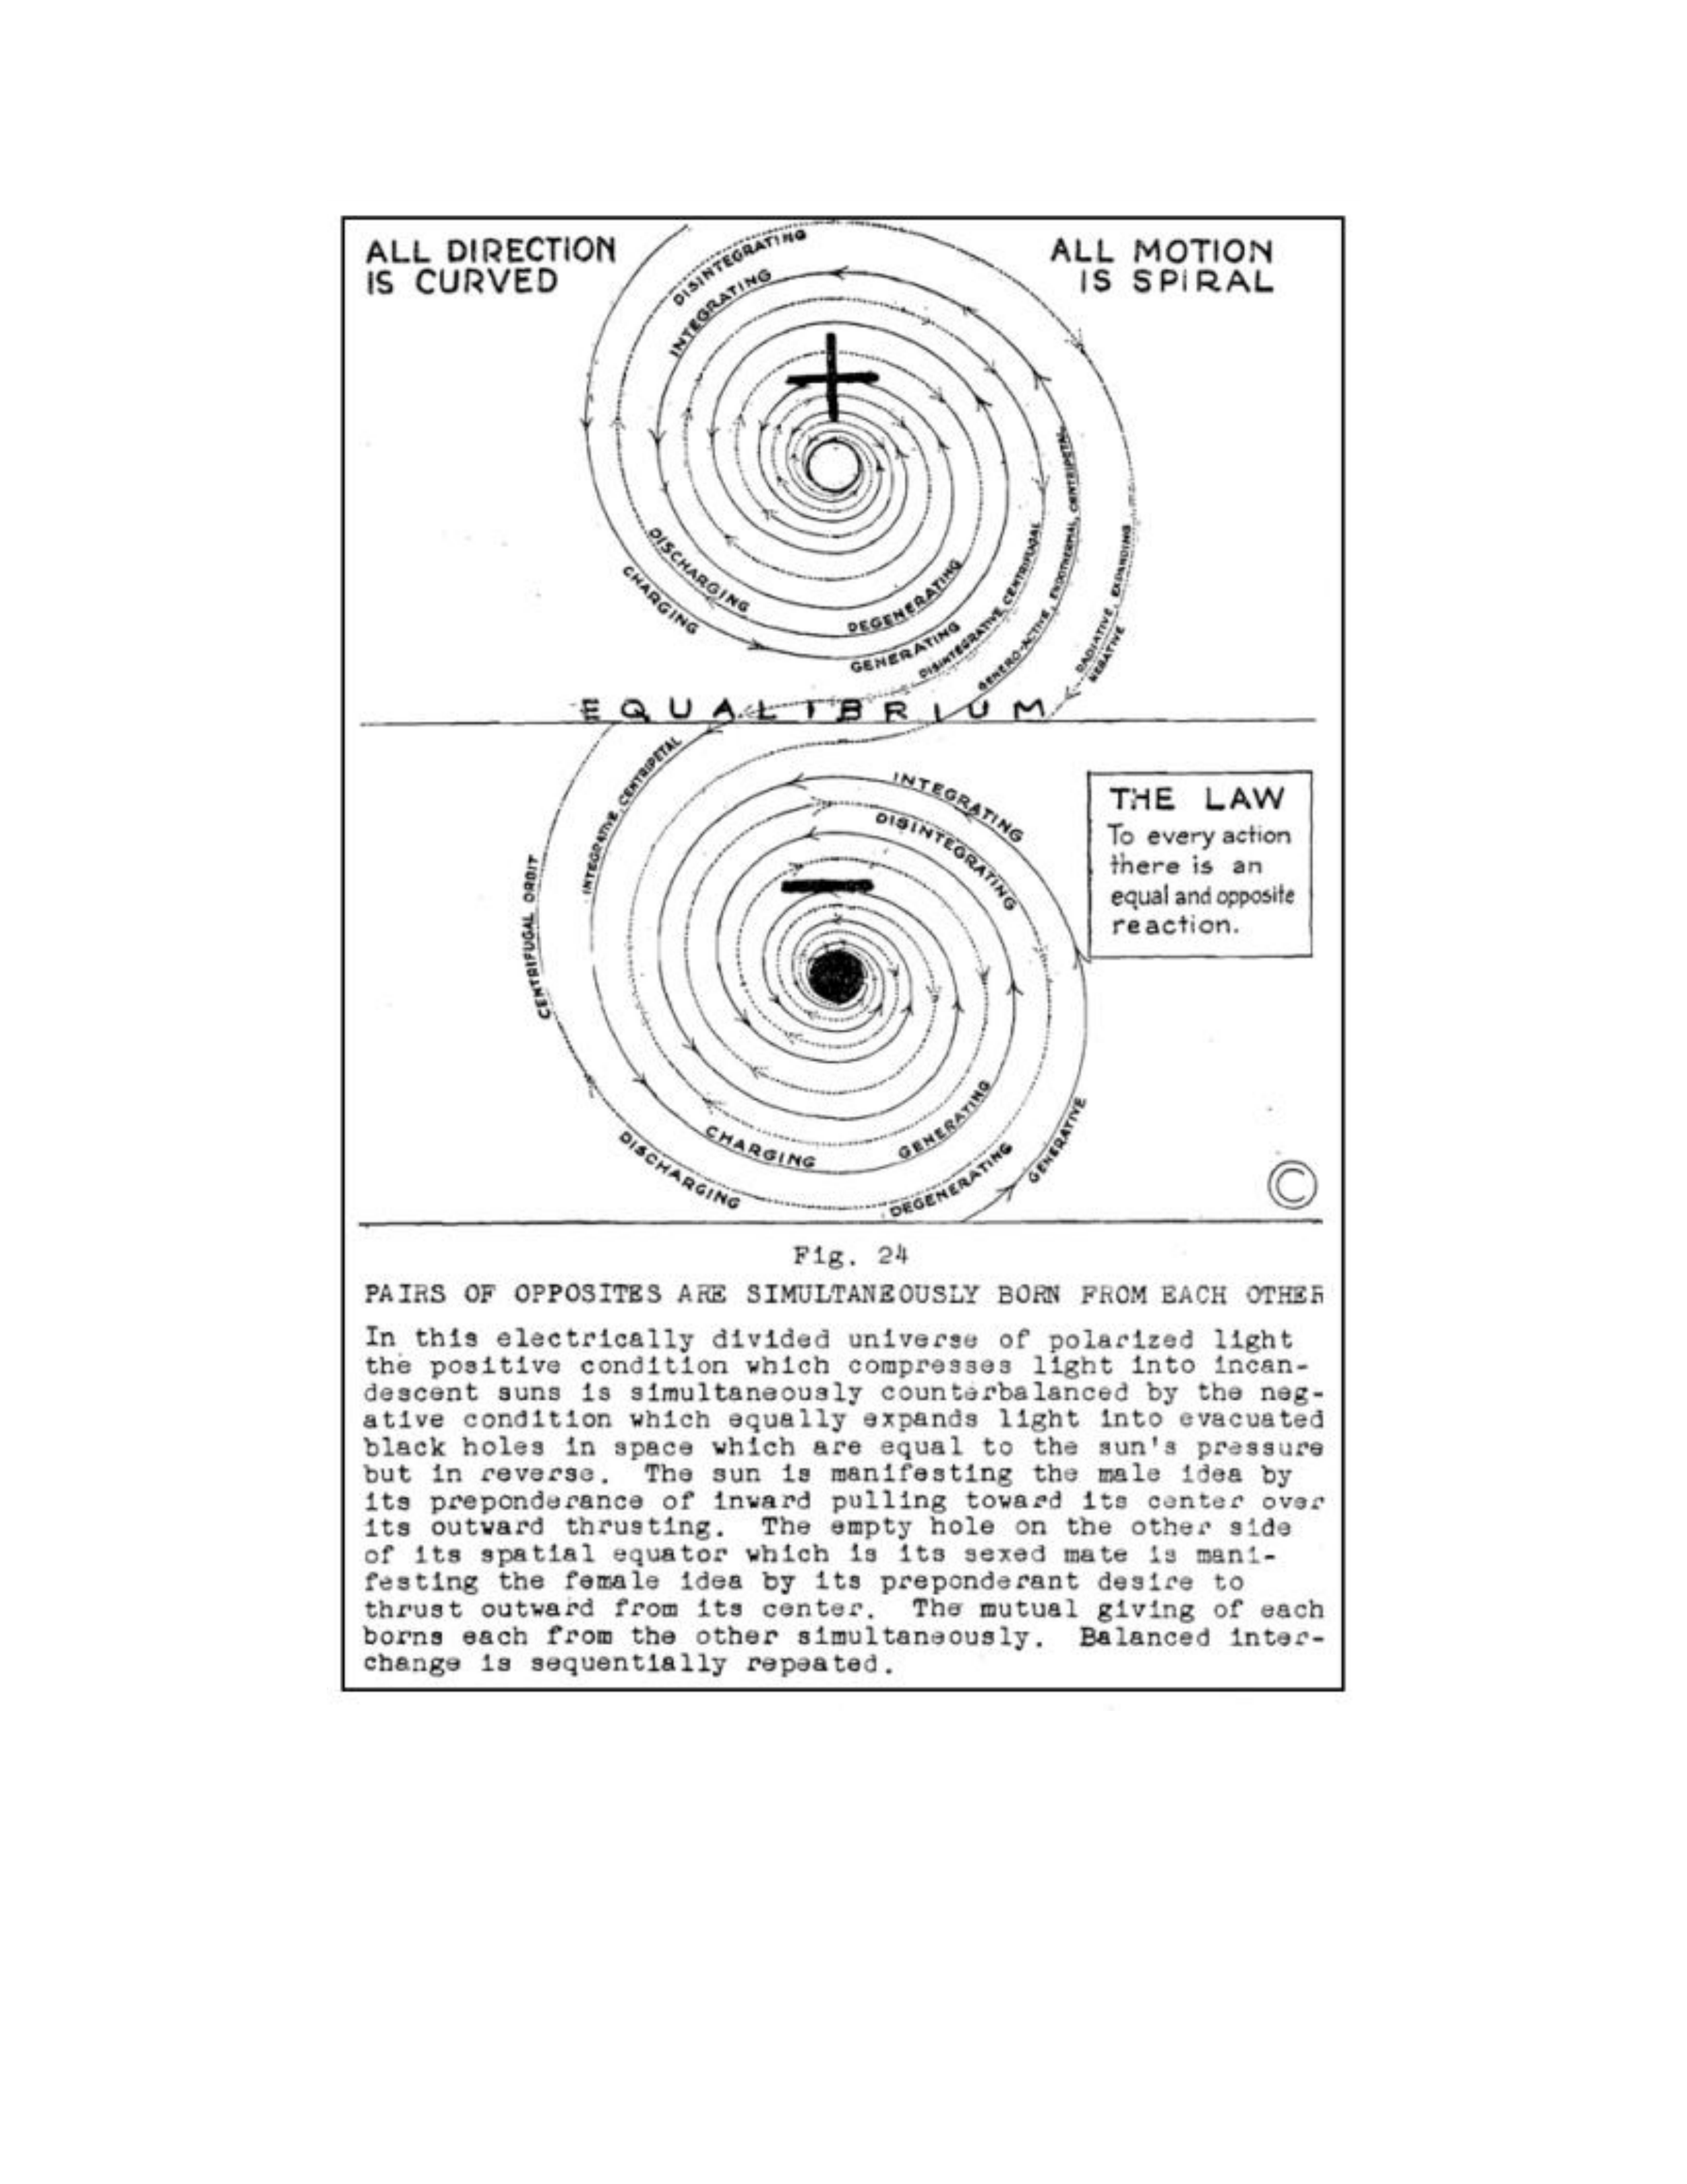 ALL DIRECTION
IS CURVED
ALL MOTION
IS SPIRAL
DISINTEGRATING
INTEGRATING
DISCHARGING
CHARGING
DEGENERATING
GENERATING
DISINTEGRATIVE, CENTRIFUGAL
GENERO-ACTIVE, ENDOTHERMAL, CENTRIPETAL
RADIATIVE, EXPANDING
NEGATIVE
EQUALIBRIUM
INTEGRATIVE, CENTRIPETAL
CENTRIFUGAL ORBIT
INTEGRATING
DISINTEGRATING
THE LAW
To every action
there is an
equal and opposite
reaction.
CHARGING
GENERATING
DISCHARGING
DEGENERATING
GENERATIVE
©
Fig. 24
PAIRS OF OPPOSITES ARE SIMULTANEOUSLY BORN FROM EACH OTHER
In this electrically divided universe of polarized light
the positive condition which compresses light into incan-
descent suns is simultaneously counterbalanced by the neg-
ative condition which equally expands light into evacuated
black holes in space which are equal to the sun's pressure
but in reverse. The sun is manifesting the male idea by
its preponderance of inward pulling toward its center over
its outward thrusting. The empty hole on the other side
of its spatial equator which is its sexed mate is mani-
festing the female idea by its preponderant desire to
thrust outward from its center. The mutual giving of each
borns each from the other simultaneously. Balanced inter-
change is sequentially repeated.